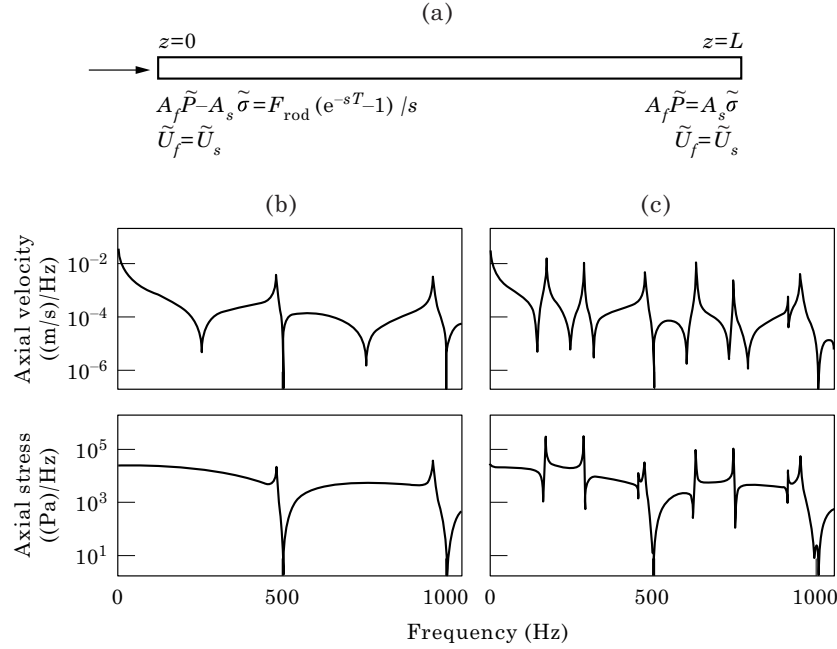 (a)
z=0 z=L
A_f P̃–A_s σ̃=F_rod (e^–sT–1) /s A_f P̃=A_s σ̃
Ũ_f=Ũ_s Ũ_f=Ũ_s
(b) (c)
Axial velocity
((m/s)/Hz)
10^–2
10^–4
10^–6
Axial stress
((Pa)/Hz)
10^5
10^3
10^1
0 500 1000 0 500 1000
Frequency (Hz)